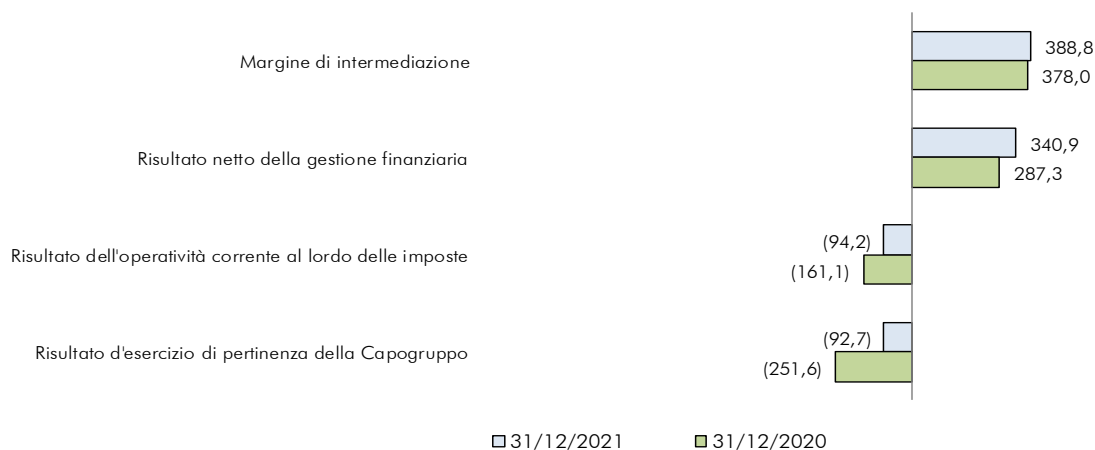 Margine di intermediazione
388,8
378,0
Risultato netto della gestione finanziaria
340,9
287,3
Risultato dell'operatività corrente al lordo delle imposte
(94,2)
(161,1)
Risultato d'esercizio di pertinenza della Capogruppo
(92,7)
(251,6)
31/12/2021 31/12/2020